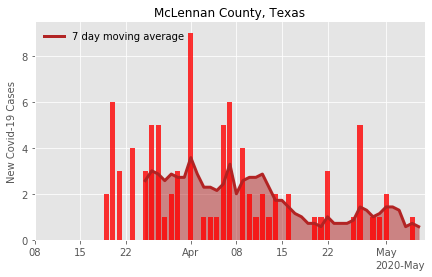 McLennan County, Texas
7 day moving average
New Covid-19 Cases
8
6
4
2
0
08 15 22 Apr 08 15 22 May
2020-May